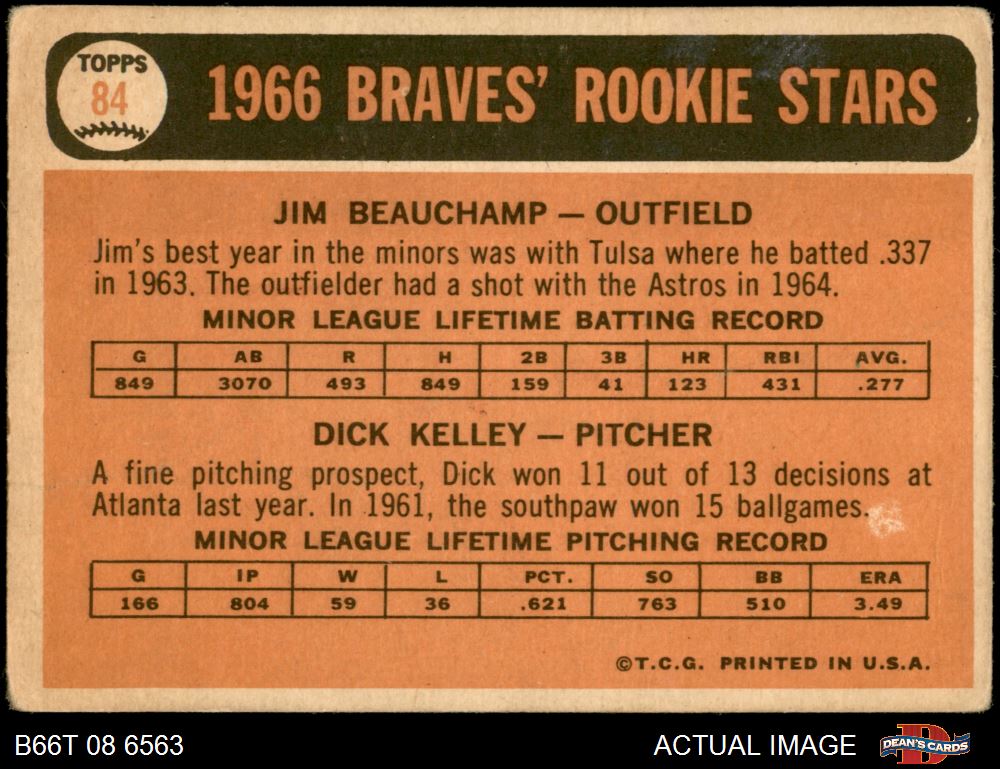 TOPPS
84
1966 BRAVES' ROOKIE STARS
JIM BEAUCHAMP — OUTFIELD
Jim's best year in the minors was with Tulsa where he batted .337
in 1963. The outfielder had a shot with the Astros in 1964.
MINOR LEAGUE LIFETIME BATTING RECORD
G AB R H 2B 3B HR RBI AVG.
849 3070 493 849 159 41 123 431 .277
DICK KELLEY — PITCHER
A fine pitching prospect, Dick won 11 out of 13 decisions at
Atlanta last year. In 1961, the southpaw won 15 ballgames.
MINOR LEAGUE LIFETIME PITCHING RECORD
G IP W L PCT. SO BB ERA
166 804 59 36 .621 763 510 3.49
©T.C.G. PRINTED IN U.S.A.
B66T 08 6563 ACTUAL IMAGE DEAN'S CARDS